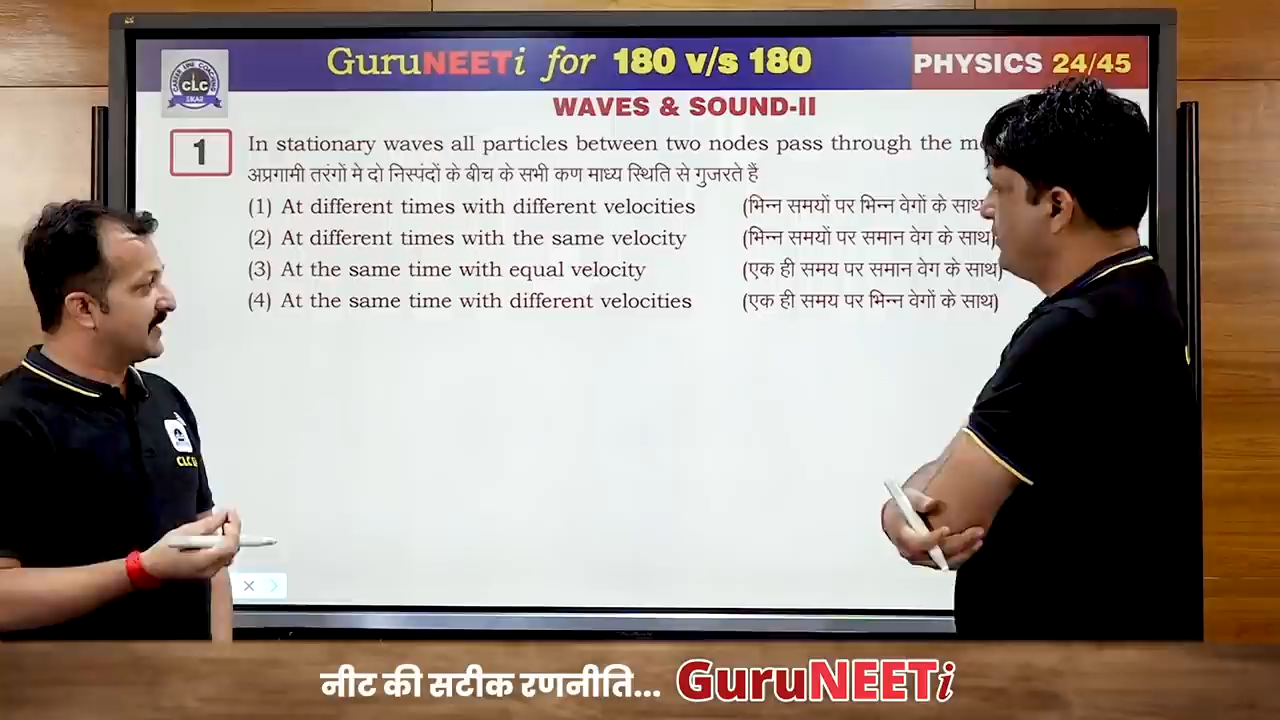 GuruNEETi for 180 v/s 180
PHYSICS 24/45
CLC
SIKAR
WAVES & SOUND-II
1
In stationary waves all particles between two nodes pass through the
अप्रगामी तरंगों मे दो निस्पंदों के बीच के सभी कण माध्य स्थिति से गुजरते हैं
(1) At different times with different velocities (भिन्न समयों पर भिन्न वेगों के साथ
(2) At different times with the same velocity (भिन्न समयों पर समान वेग के साथ)
(3) At the same time with equal velocity (एक ही समय पर समान वेग के साथ)
(4) At the same time with different velocities (एक ही समय पर भिन्न वेगों के साथ)
CLC
नीट की सटीक रणनीति... GuruNEETi